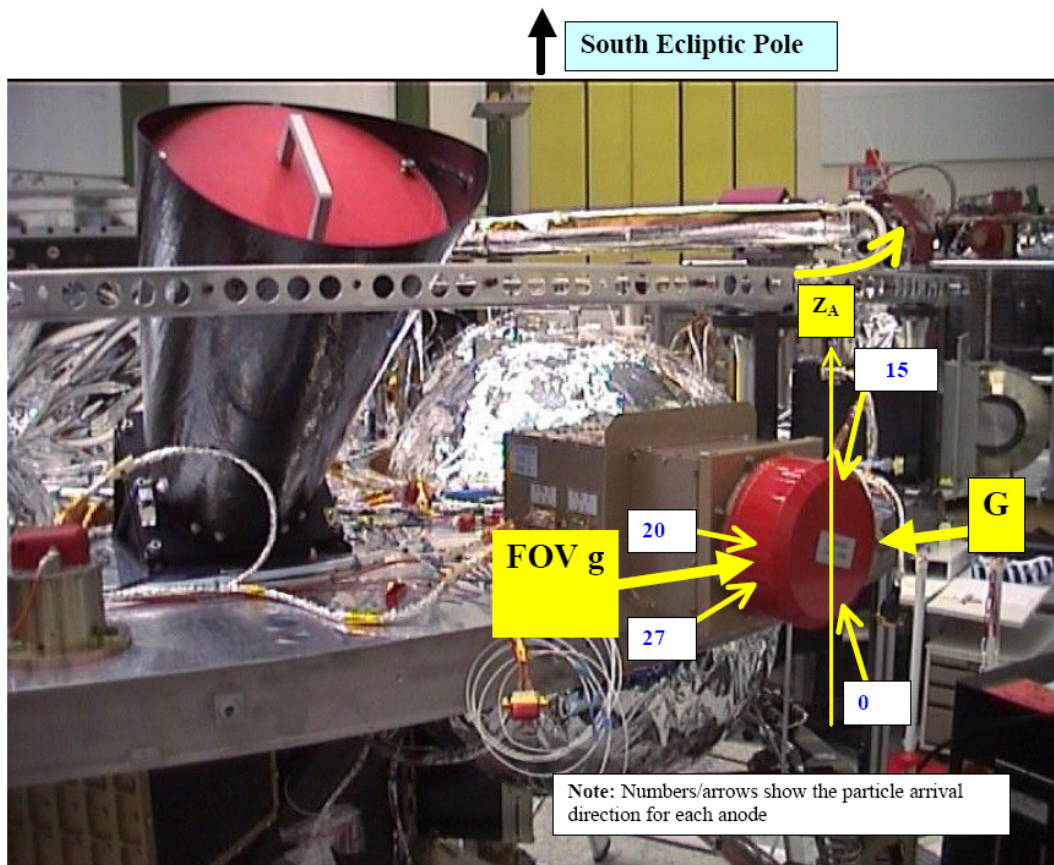 South Ecliptic Pole
ZA
15
G
20
FOV g
27
0
Note: Numbers/arrows show the particle arrival
direction for each anode